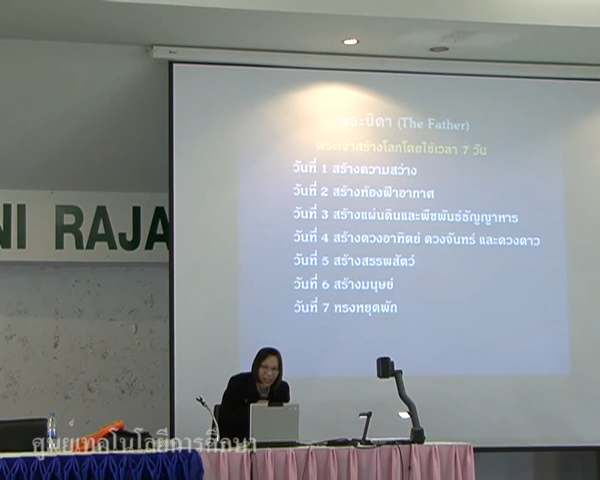 พระบิดา (The Father)
พระเจ้าสร้างโลกโดยใช้เวลา 7 วัน
วันที่ 1 สร้างความสว่าง
วันที่ 2 สร้างท้องฟ้าอากาศ
วันที่ 3 สร้างแผ่นดินและพืชพันธ์ธัญญาหาร
วันที่ 4 สร้างดวงอาทิตย์ ดวงจันทร์ และดวงดาว
วันที่ 5 สร้างสรรพสัตว์
วันที่ 6 สร้างมนุษย์
วันที่ 7 ทรงหยุดพัก
NI RAJA
ศูนย์เทคโนโลยีการศึกษา